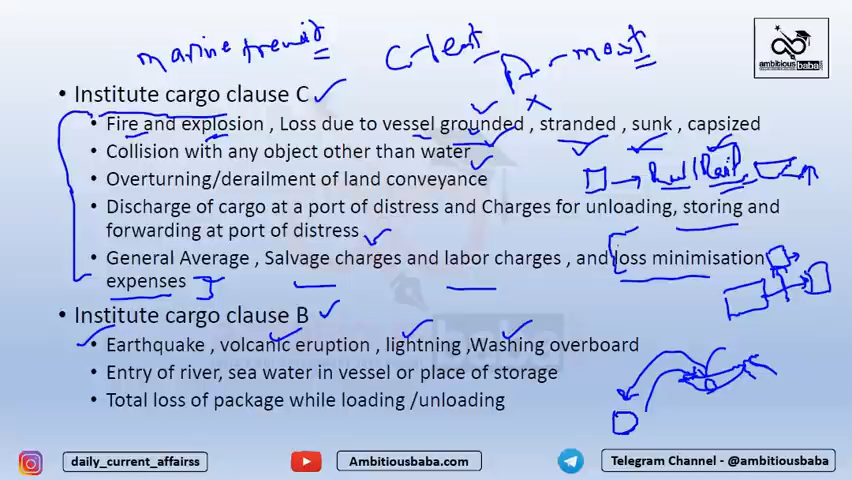 marine transit
C - least
A - most
ambitiousbaba
• Institute cargo clause C
• Fire and explosion , Loss due to vessel grounded , stranded , sunk , capsized
• Collision with any object other than water
• Overturning/derailment of land conveyance
Rail
• Discharge of cargo at a port of distress and Charges for unloading, storing and
forwarding at port of distress
• General Average , Salvage charges and labor charges , and loss minimisation
expenses
• Institute cargo clause B
• Earthquake , volcanic eruption , lightning ,Washing overboard
• Entry of river, sea water in vessel or place of storage
• Total loss of package while loading /unloading
daily_current_affairss
Ambitiousbaba.com
Telegram Channel - @ambitiousbaba